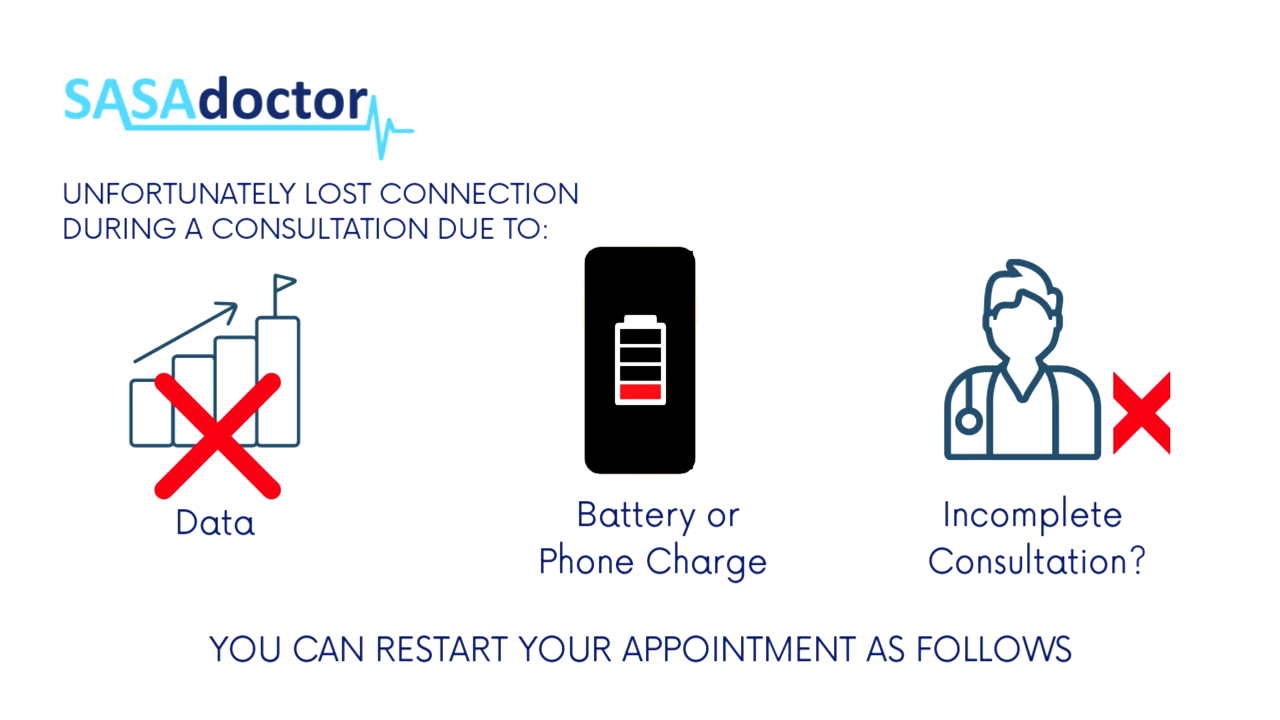 SASAdoctor
UNFORTUNATELY LOST CONNECTION
DURING A CONSULTATION DUE TO:
Data
Battery or
Phone Charge
Incomplete
Consultation?
YOU CAN RESTART YOUR APPOINTMENT AS FOLLOWS